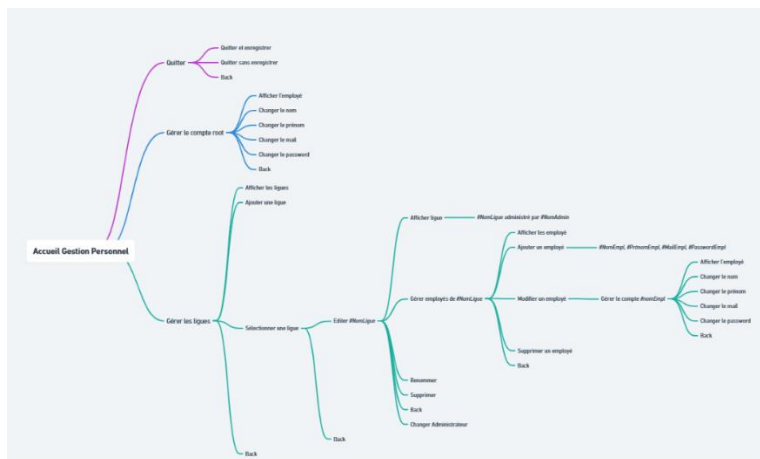 Quitter et enregistrer
Quitter
Quitter sans enregistrer
Back
Afficher l'employé
Changer le nom
Changer le prénom
Gérer le compte root
Changer le mail
Changer le password
Back
Afficher les ligues
Ajouter une ligue
Afficher ligue
#NomLigue administré par #NomAdmin
Afficher les employé
Ajouter un employé
#NomEmpl, #PrénomEmpl, #MailEmpl, #PasswordEmpl
Accueil Gestion Personnel
Afficher l'employé
Changer le nom
Changer le prénom
Gérer employés de #NomLigue
Modifier un employé
Gérer le compte #nomEmpl
Changer le mail
Changer le password
Back
Gérer les ligues
Sélectionner une ligue
Editer #NomLigue
Supprimer un employé
Back
Renommer
Supprimer
Back
Changer Administrateur
Back
Back